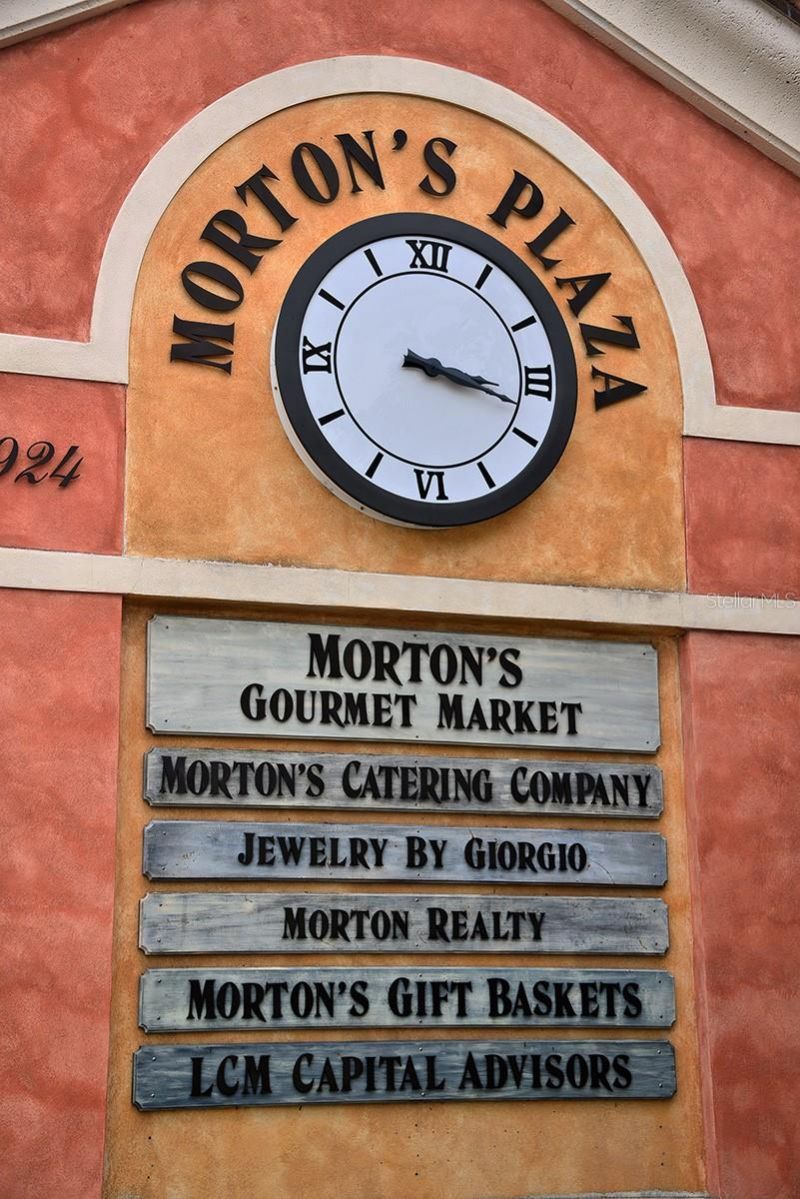 MORTON'S PLAZA
XII
III
VI
IX
924
Stellar MLS
MORTON'S
GOURMET MARKET
MORTON'S CATERING COMPANY
JEWELRY BY GIORGIO
MORTON REALTY
MORTON'S GIFT BASKETS
LCM CAPITAL ADVISORS